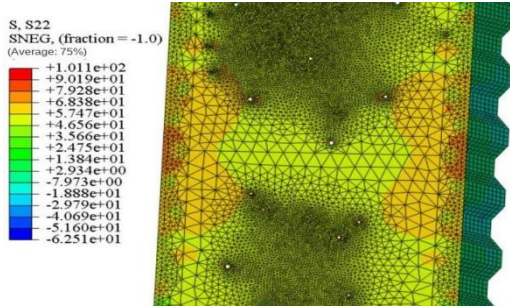 S, S22
SNEG, (fraction = -1.0)
(Average: 75%)
+1.011e+02
+9.019e+01
+7.928e+01
+6.838e+01
+5.747e+01
+4.656e+01
+3.566e+01
+2.475e+01
+1.384e+01
+2.934e+00
-7.973e+00
-1.888e+01
-2.979e+01
-4.069e+01
-5.160e+01
-6.251e+01